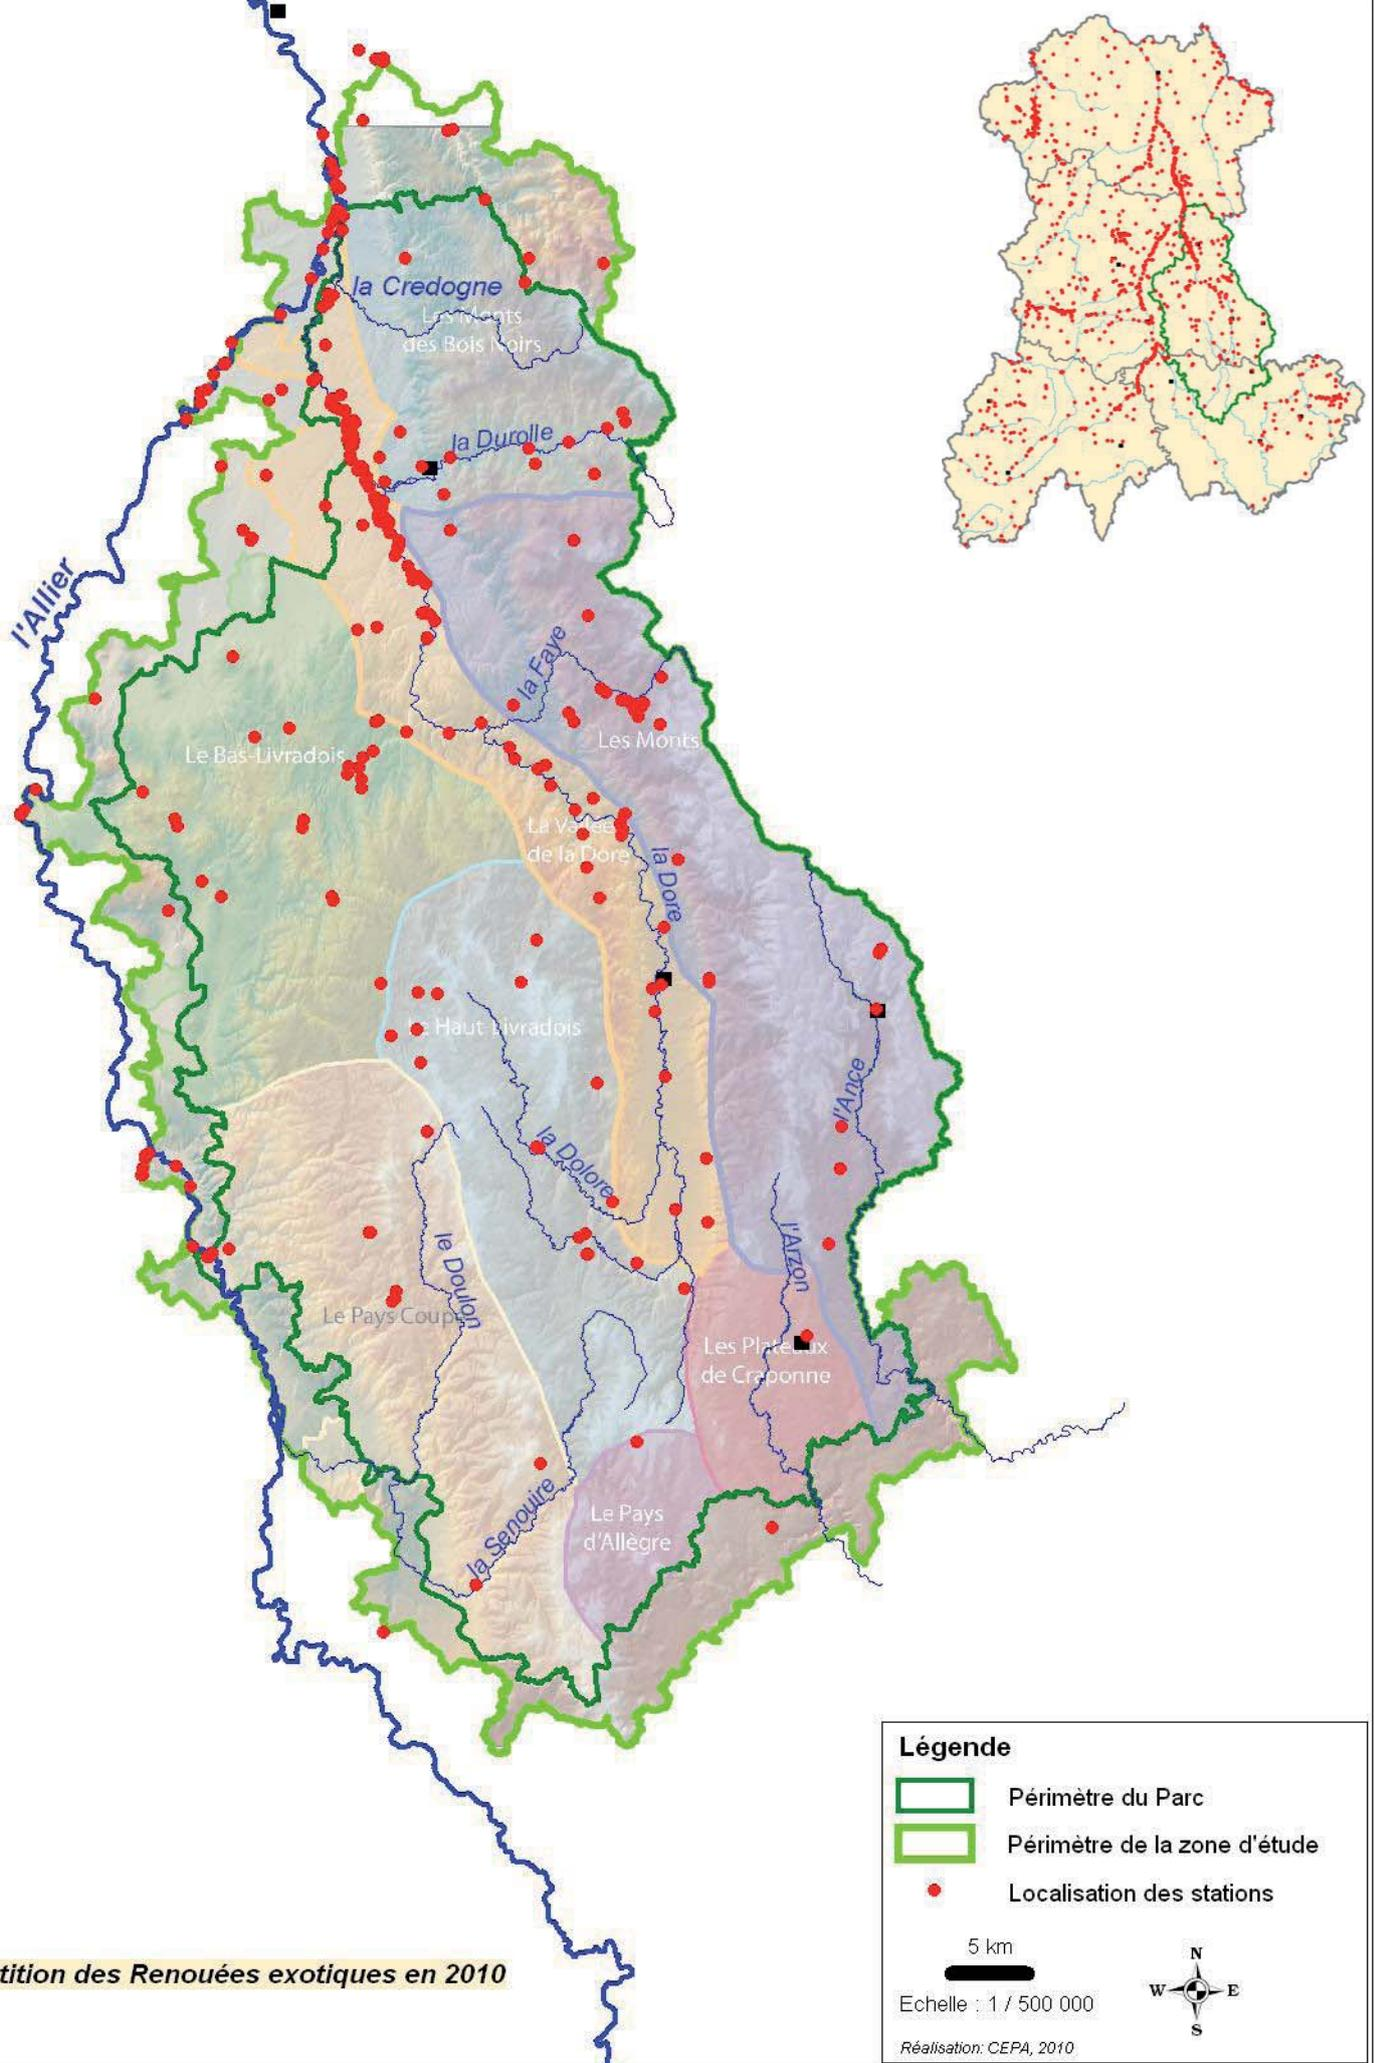 la Credogne
Les Monts
des Bois Noirs
la Durolle
l'Allier
la Faye
Les Monts
Le Bas-Livradois
La Vallée
de la Dore
la Dore
Le Haut Livradois
l'Ance
la Dolore
l'Arzon
le Doulon
Le Pays Coupé
Les Plateaux
de Craponne
la Senouire
Le Pays
d'Allègre
Légende
Périmètre du Parc
Périmètre de la zone d'étude
Localisation des stations
5 km
Echelle : 1 / 500 000
N
W E
S
Réalisation: CEPA, 2010
tition des Renouées exotiques en 2010